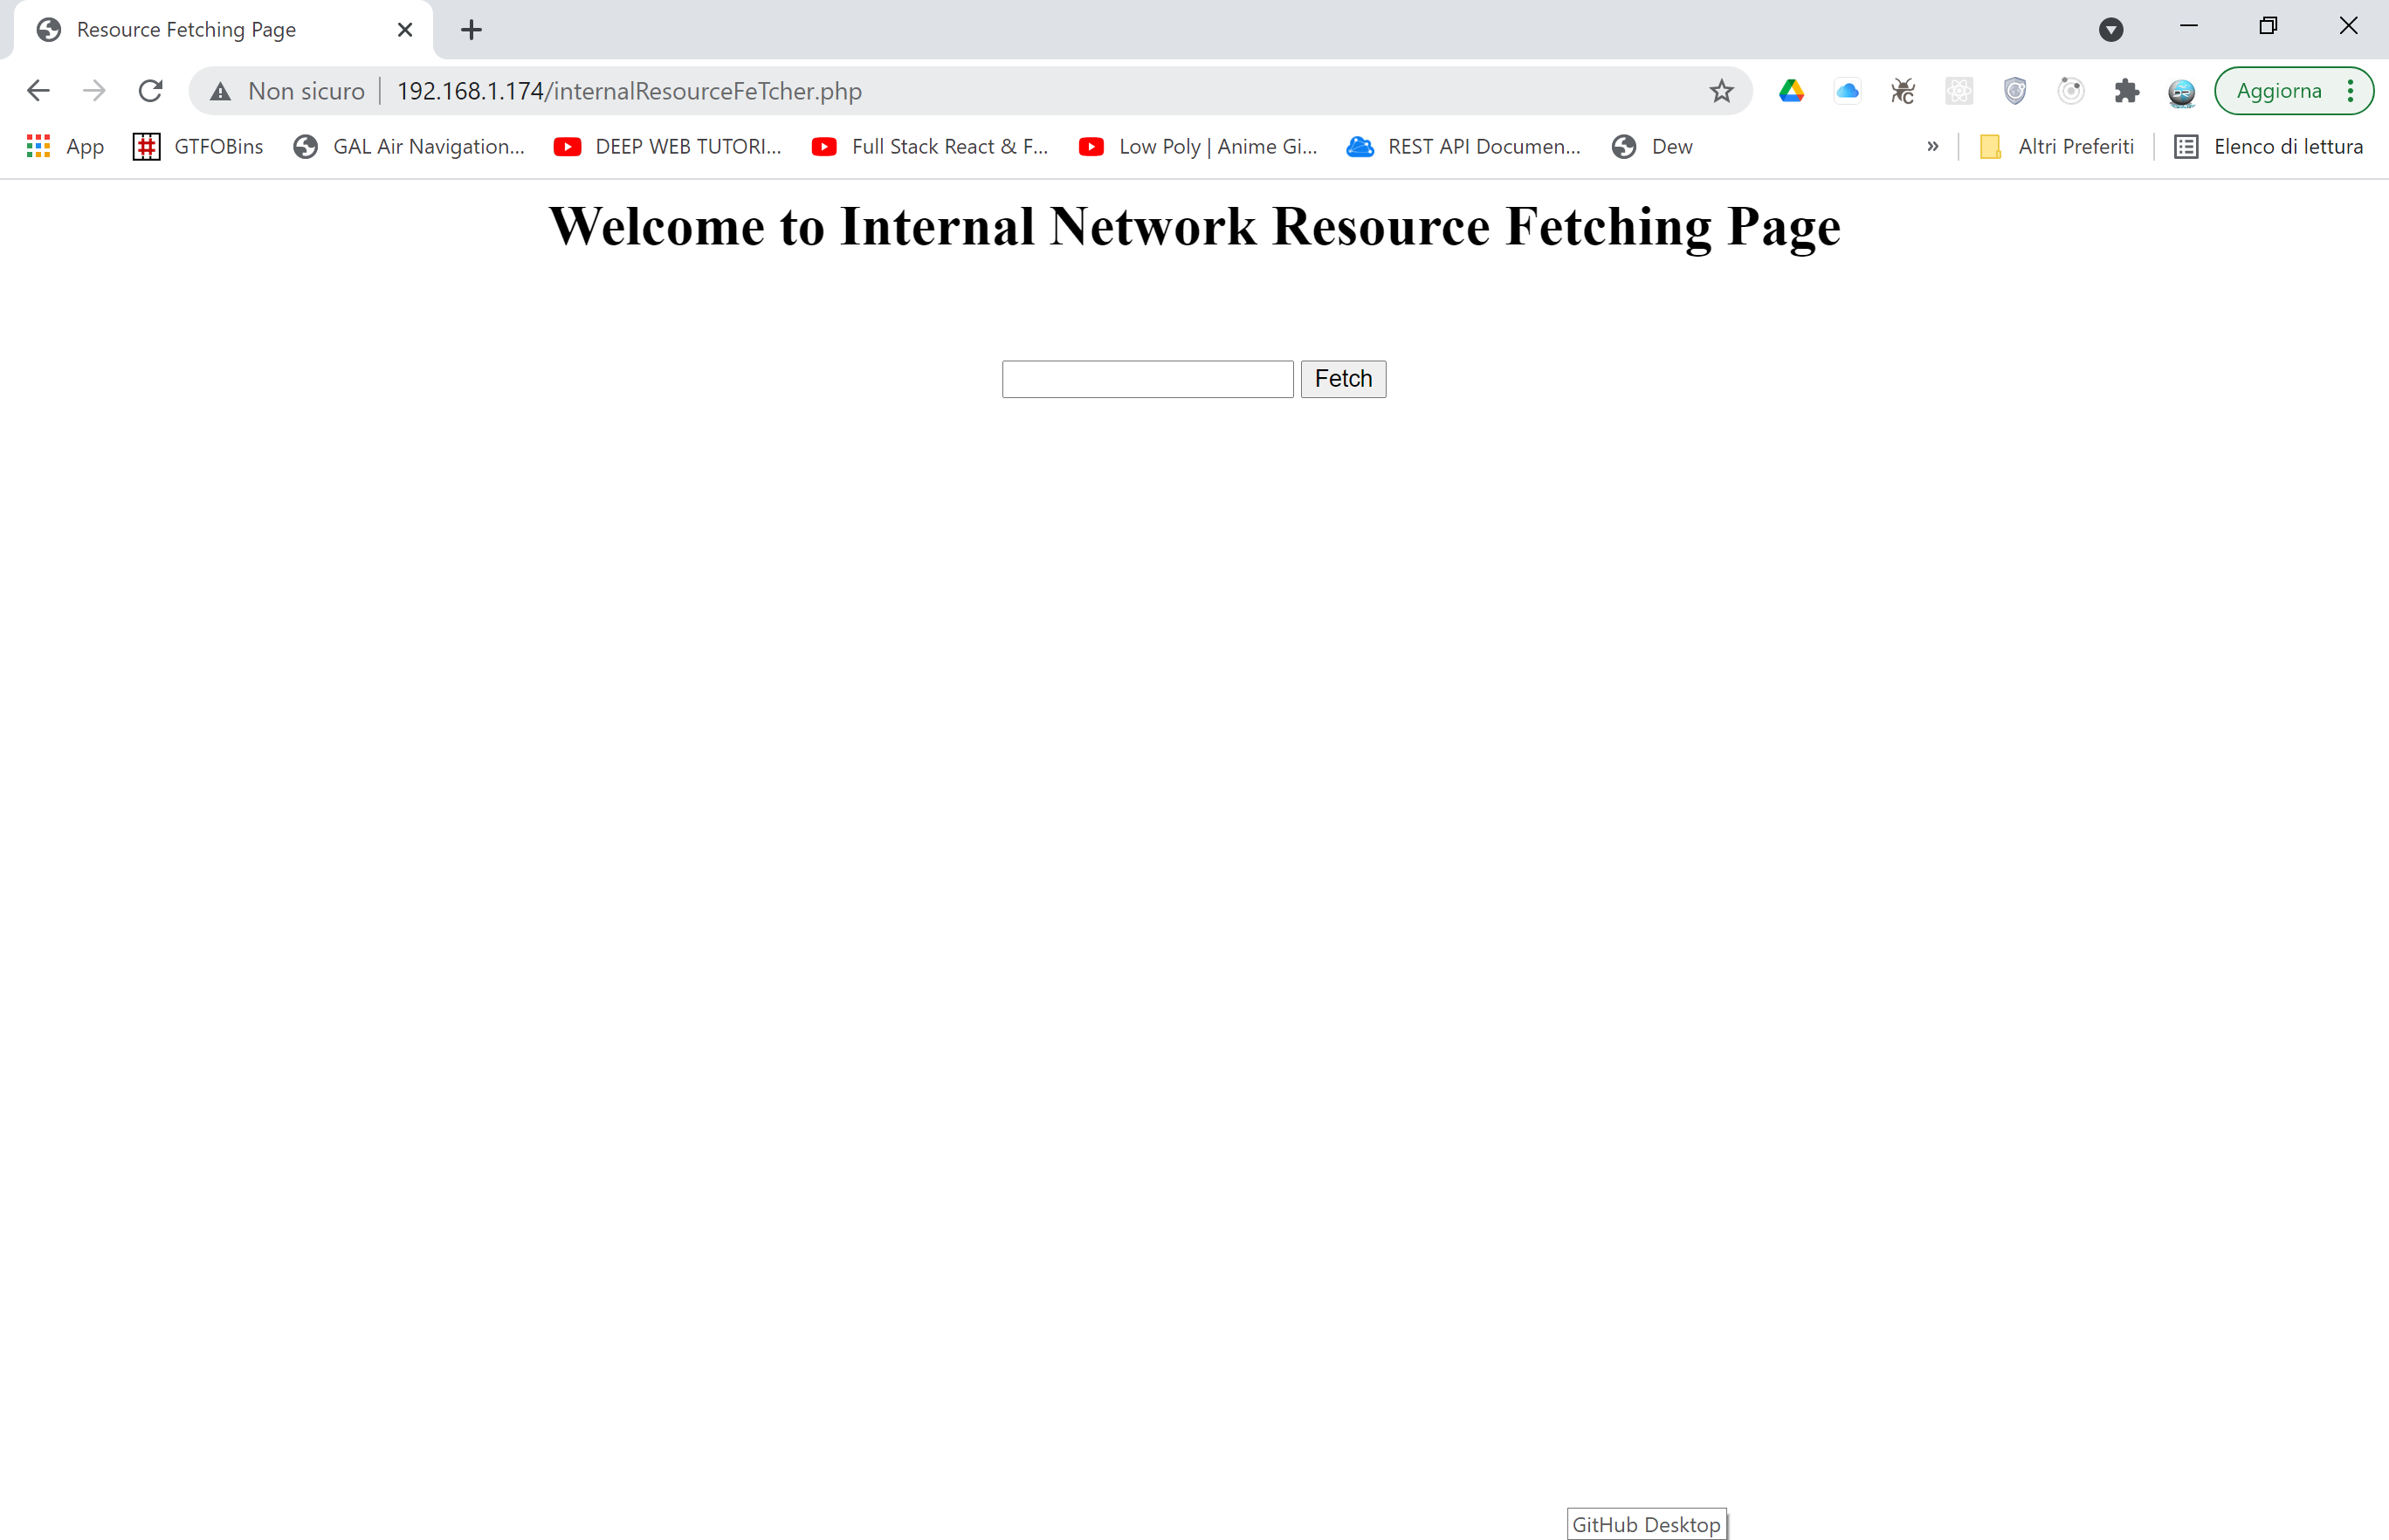 Resource Fetching Page
Non sicuro 192.168.1.174/internalResourceFeTcher.php Aggiorna
App GTFOBins GAL Air Navigation... DEEP WEB TUTORI... Full Stack React & F... Low Poly | Anime Gi... REST API Documen... Dew » Altri Preferiti Elenco di lettura
Welcome to Internal Network Resource Fetching Page
Fetch
GitHub Desktop